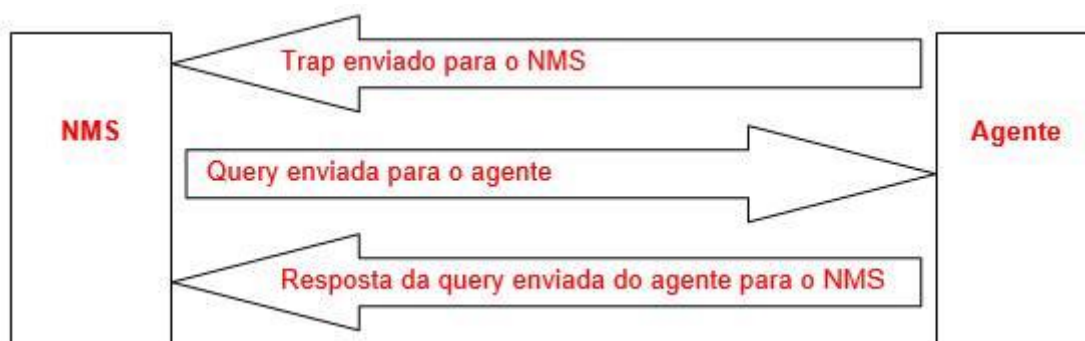 Trap enviado para o NMS
NMS
Agente
Query enviada para o agente
Resposta da query enviada do agente para o NMS